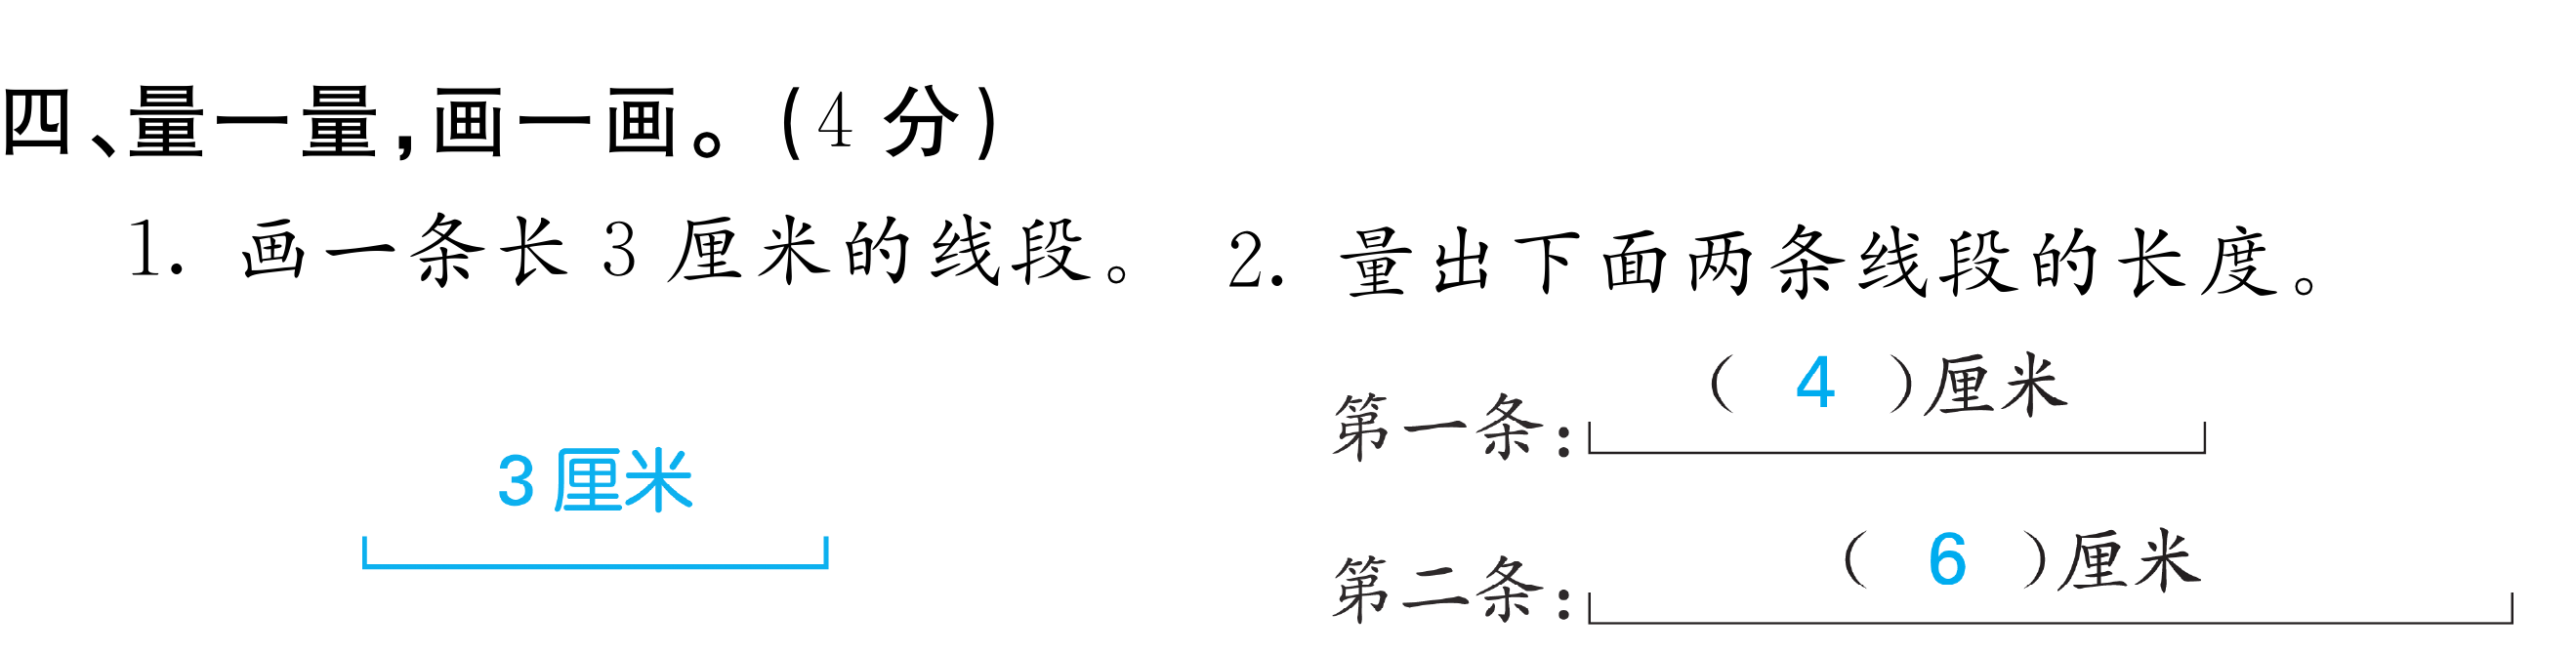 四、量一量,画一画。(4 分)
1. 画一条长 3 厘米的线段。
3 厘米
2. 量出下面两条线段的长度。
第一条:( 4 )厘米
第二条:( 6 )厘米